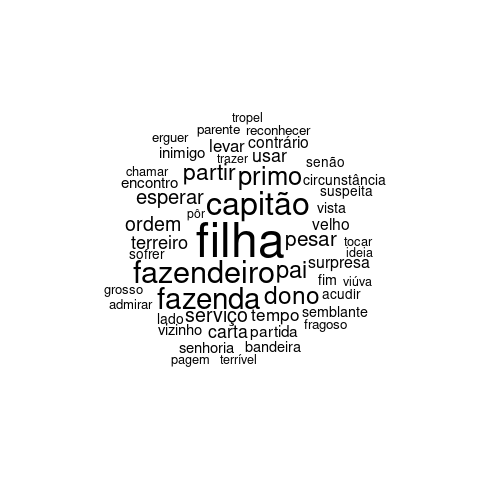 tropel
parente reconhecer
erguer
levar contrário
inimigo
trazer usar
senão
chamar partir primo circunstância
encontro
suspeita
esperar capitão
pôr
vista
ordem
velho
filha
terreiro pesar tocar
sofrer
ideia
fazendeiro pai surpresa
fim viúva
grosso
fazenda dono acudir
admirar
lado serviço tempo semblante
fragoso
vizinho carta partida
senhoria bandeira
pagem terrível